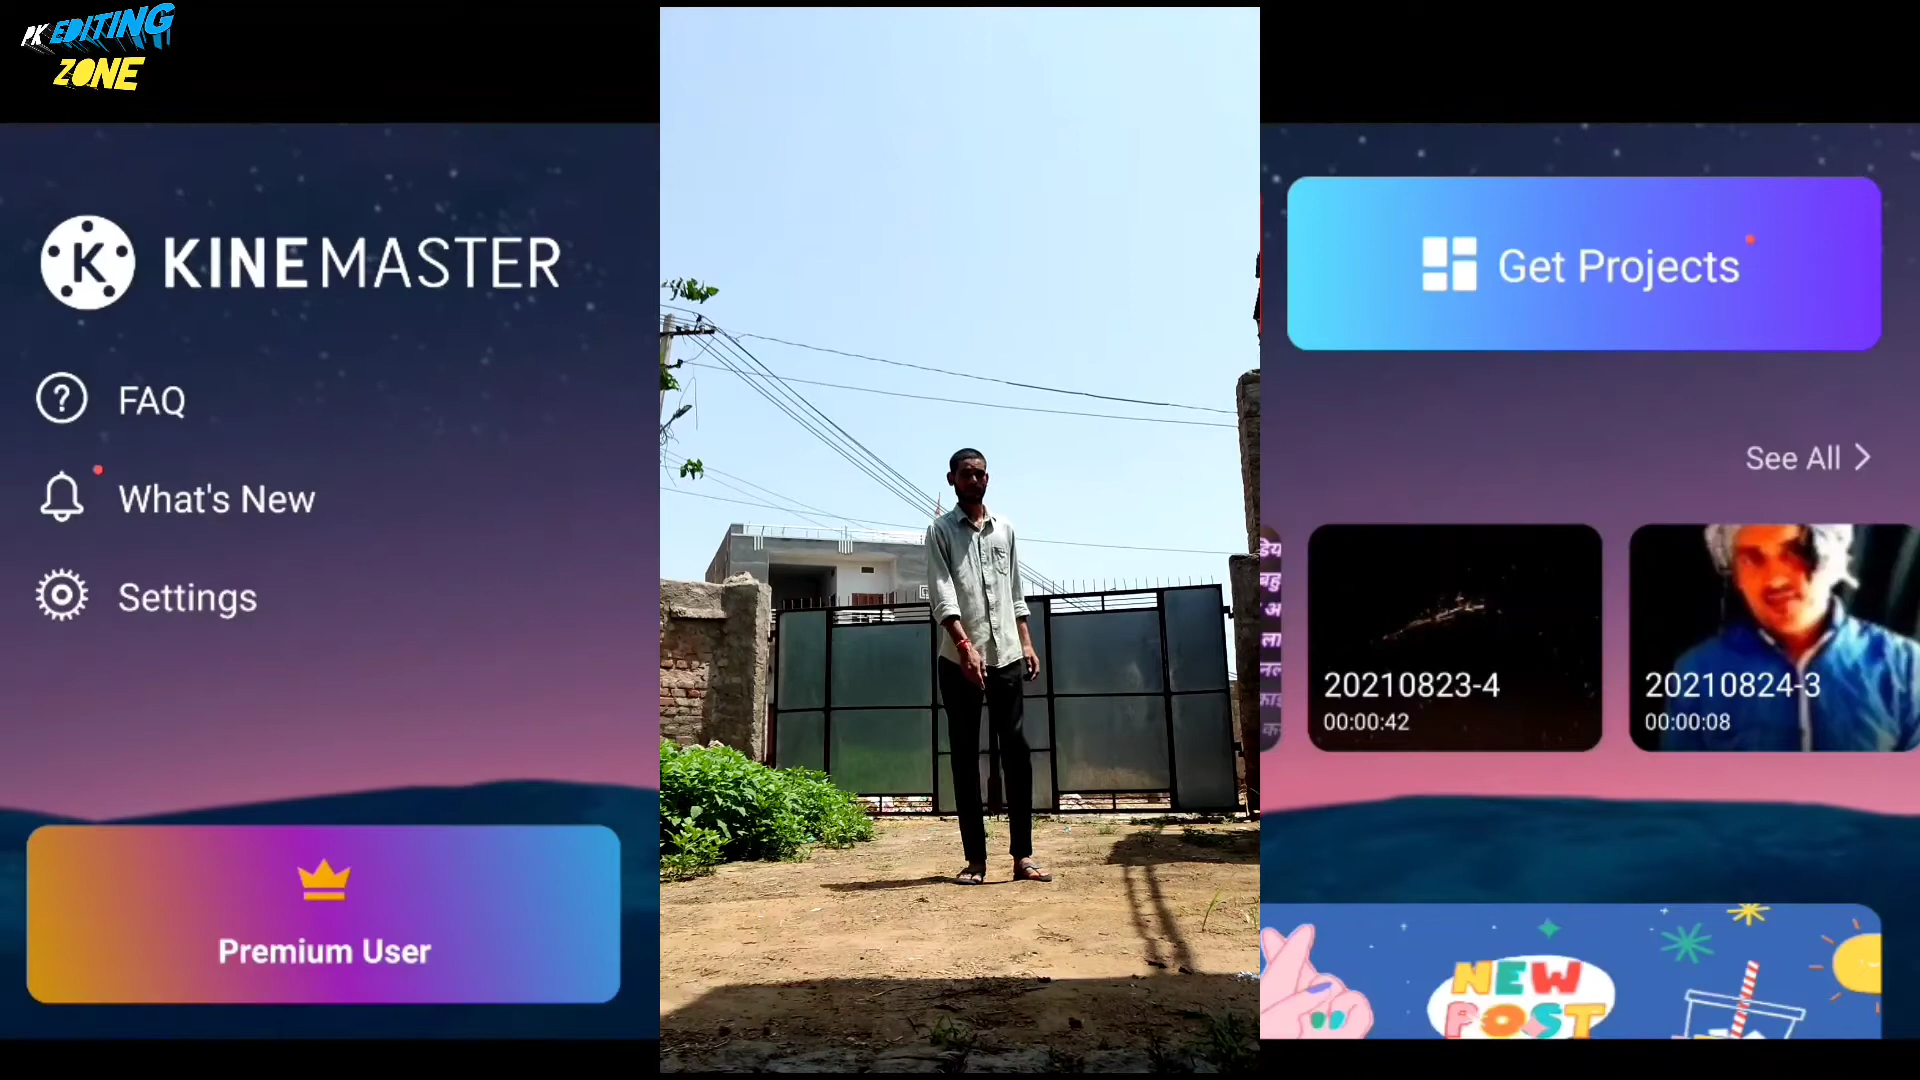 PK EDITING
ZONE
KINEMASTER
FAQ
What's New
Settings
Premium User
Get Projects
See All
20210823-4
00:00:42
20210824-3
00:00:08
NEW
POST